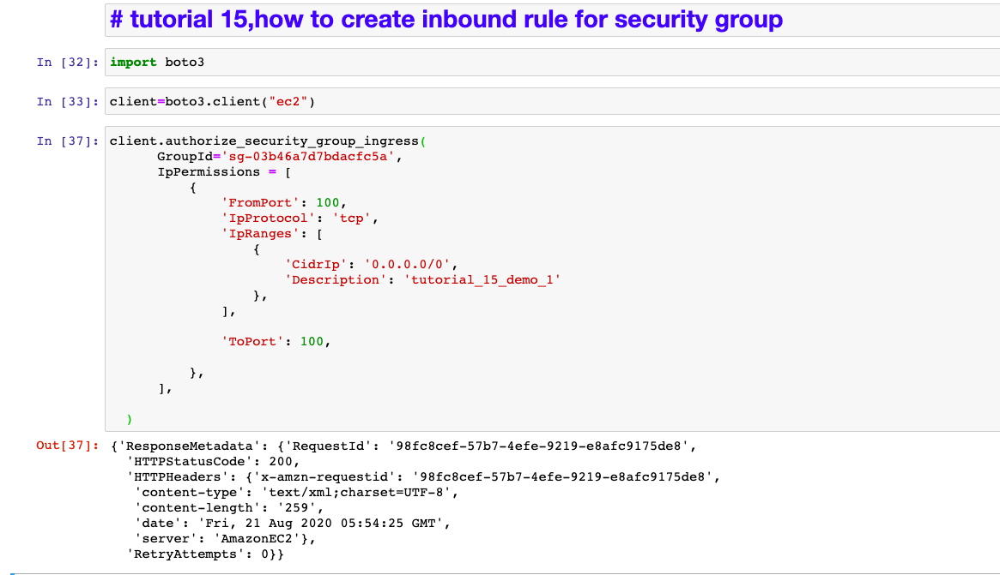 # tutorial 15,how to create inbound rule for security group
In [32]: import boto3
In [33]: client=boto3.client("ec2")
In [37]: client.authorize_security_group_ingress(
GroupId='sg-03b46a7d7bdacfc5a',
IpPermissions = [
{
'FromPort': 100,
'IpProtocol': 'tcp',
'IpRanges': [
{
'CidrIp': '0.0.0.0/0',
'Description': 'tutorial_15_demo_1'
},
],
'ToPort': 100,
},
],
)
Out[37]: {'ResponseMetadata': {'RequestId': '98fc8cef-57b7-4efe-9219-e8afc9175de8',
'HTTPStatusCode': 200,
'HTTPHeaders': {'x-amzn-requestid': '98fc8cef-57b7-4efe-9219-e8afc9175de8',
'content-type': 'text/xml;charset=UTF-8',
'content-length': '259',
'date': 'Fri, 21 Aug 2020 05:54:25 GMT',
'server': 'AmazonEC2'},
'RetryAttempts': 0}}